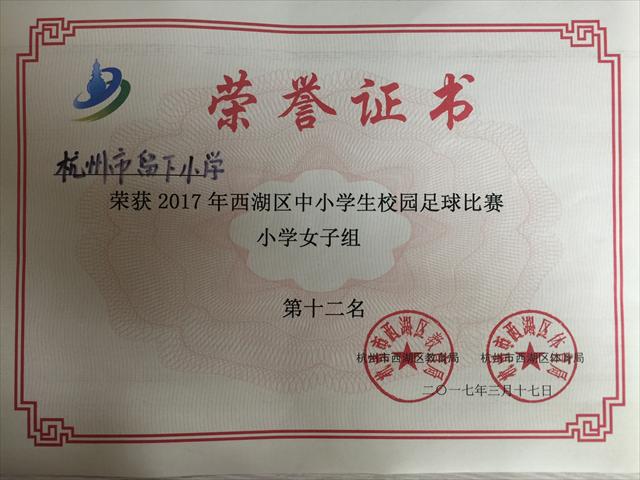 荣誉证书
杭州市留下小学
荣获 2017 年西湖区中小学生校园足球比赛
小学女子组
第十二名
杭州市西湖区教育局 杭州市西湖区体育局
二〇一七年三月十七日